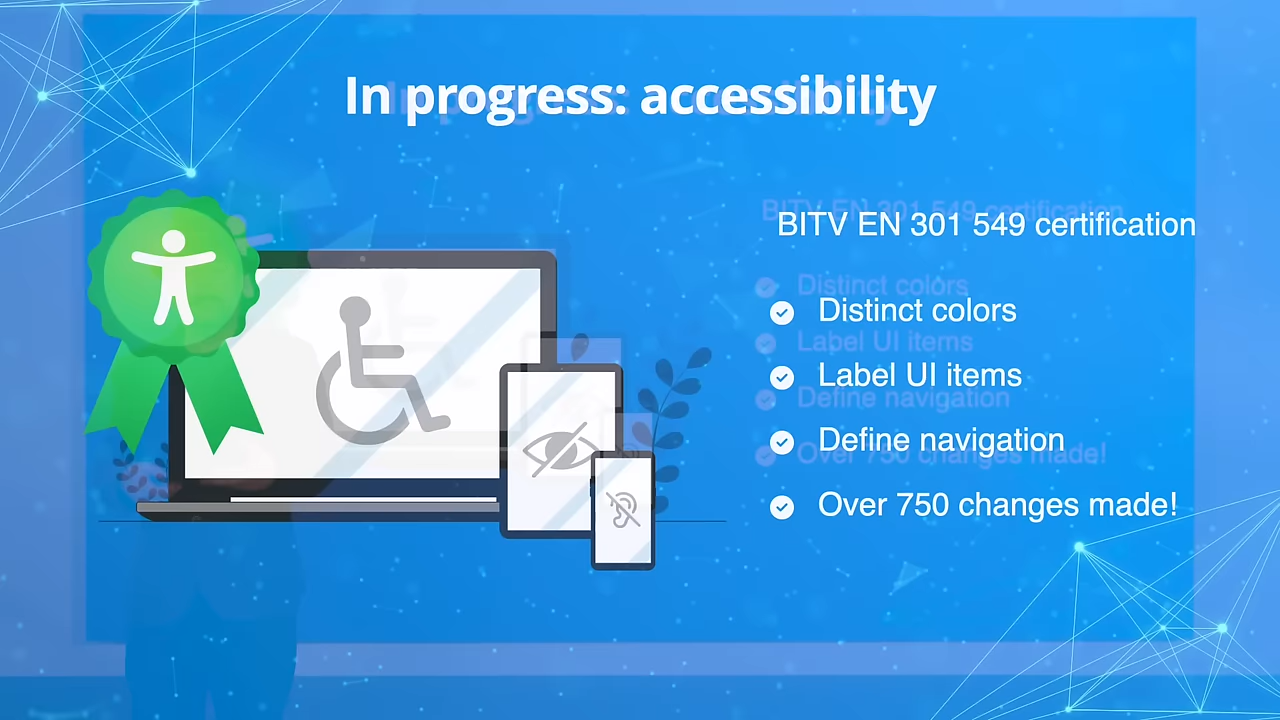 In progress: accessibility
BITV EN 301 549 certification
Distinct colors
Label UI items
Define navigation
Over 750 changes made!